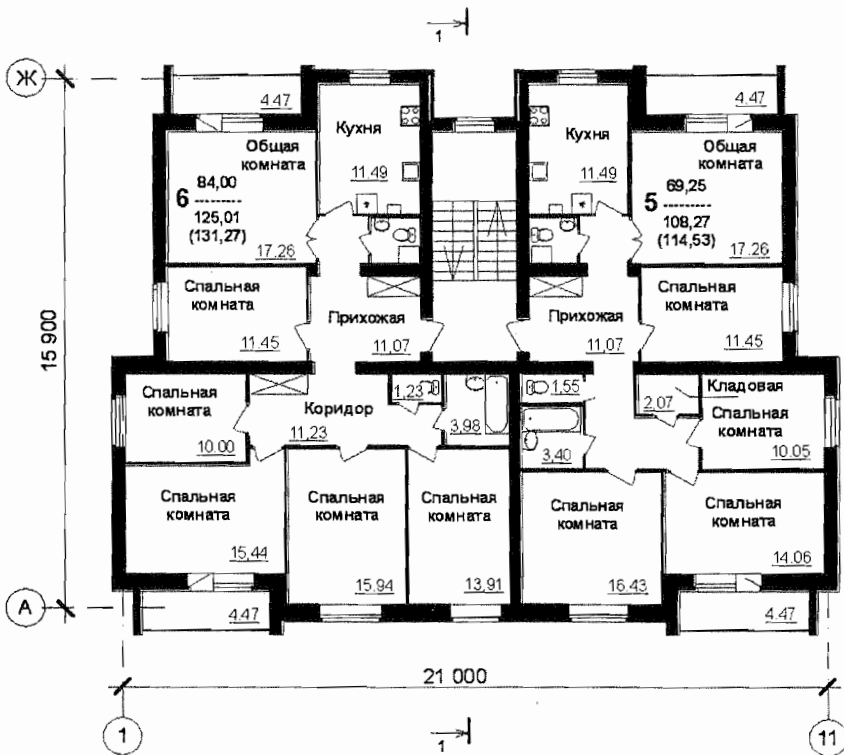 1
Ж
4.47
4.47
Кухня
11.49
Кухня
11.49
Общая
комната
6
84,00
125,01
(131,27)
17.26
Общая
комната
5
69,25
108,27
(114,53)
17.26
Спальная
комната
11.45
Прихожая
11,07
Прихожая
11.07
Спальная
комната
11.45
15 900
Спальная
комната
10.00
Коридор
11,23
1,23
3,98
1,55
3,40
2,07
Кладовая
Спальная
комната
10.05
Спальная
комната
15,44
Спальная
комната
15.94
Спальная
комната
13,91
Спальная
комната
16.43
Спальная
комната
14.06
А
4.47
4.47
21 000
1
1
11